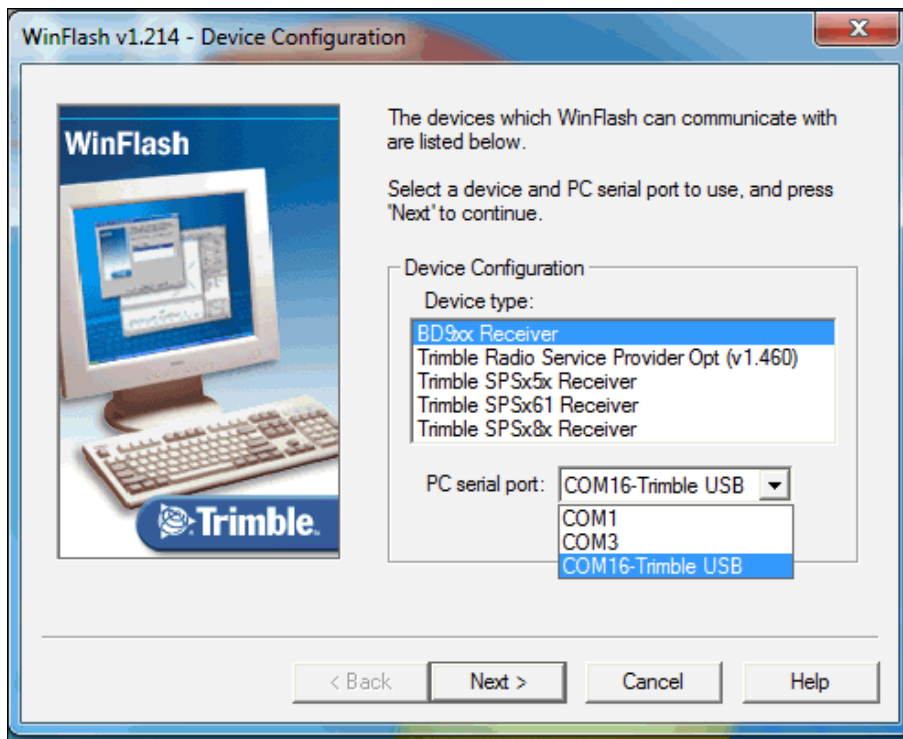 WinFlash v1.214 - Device Configuration
WinFlash
Trimble.
The devices which WinFlash can communicate with
are listed below.
Select a device and PC serial port to use, and press
'Next' to continue.
Device Configuration
Device type:
BD9xx Receiver
Trimble Radio Service Provider Opt (v1.460)
Trimble SPSx5x Receiver
Trimble SPSx61 Receiver
Trimble SPSx8x Receiver
PC serial port: COM16-Trimble USB
COM1
COM3
COM16-Trimble USB
< Back Next > Cancel Help